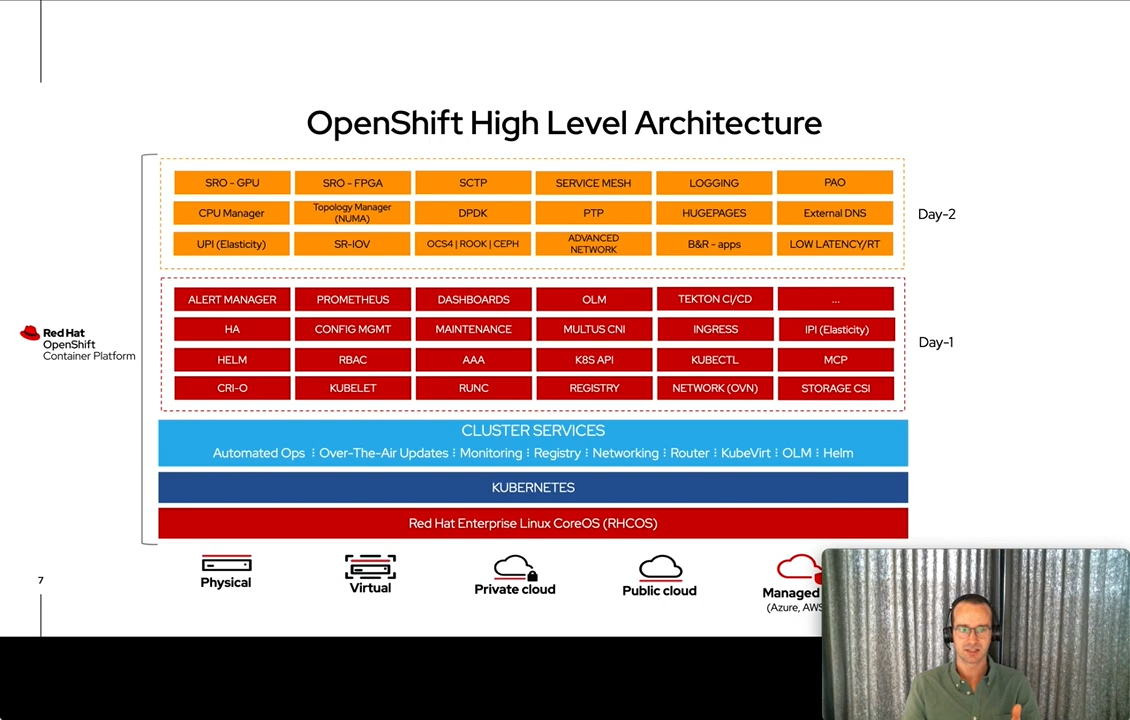 OpenShift High Level Architecture
SRO - GPU
SRO - FPGA
SCTP
SERVICE MESH
LOGGING
PAO
CPU Manager
Topology Manager
(NUMA)
DPDK
PTP
HUGEPAGES
External DNS
UPI (Elasticity)
SR-IOV
OCS4 | ROOK | CEPH
ADVANCED
NETWORK
B&R - apps
LOW LATENCY/RT
Day-2
ALERT MANAGER
PROMETHEUS
DASHBOARDS
OLM
TEKTON CI/CD
...
HA
CONFIG MGMT
MAINTENANCE
MULTUS CNI
INGRESS
IPI (Elasticity)
HELM
RBAC
AAA
K8S API
KUBECTL
MCP
CRI-O
KUBELET
RUNC
REGISTRY
NETWORK (OVN)
STORAGE CSI
Day-1
Red Hat
OpenShift
Container Platform
CLUSTER SERVICES
Automated Ops ⋮ Over-The-Air Updates ⋮ Monitoring ⋮ Registry ⋮ Networking ⋮ Router ⋮ KubeVirt ⋮ OLM ⋮ Helm
KUBERNETES
Red Hat Enterprise Linux CoreOS (RHCOS)
Physical
Virtual
Private cloud
Public cloud
Managed
(Azure, AWS
7